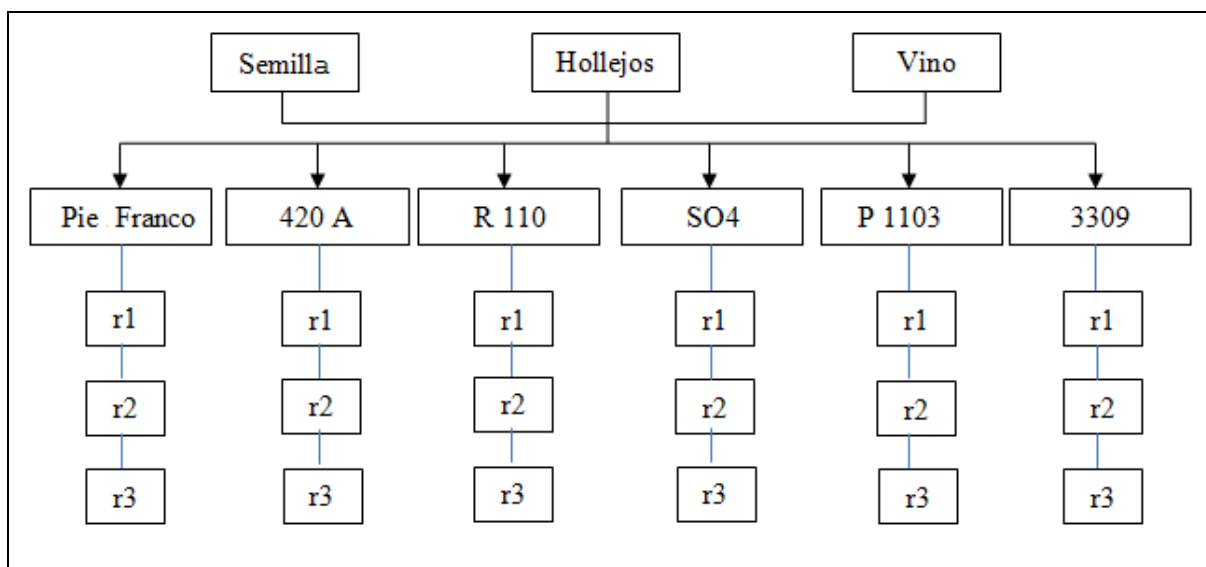 Semilla Hollejos Vino
Pie . Franco 420 A R 110 SO4 P 1103 3309
r1 r1 r1 r1 r1 r1
r2 r2 r2 r2 r2 r2
r3 r3 r3 r3 r3 r3